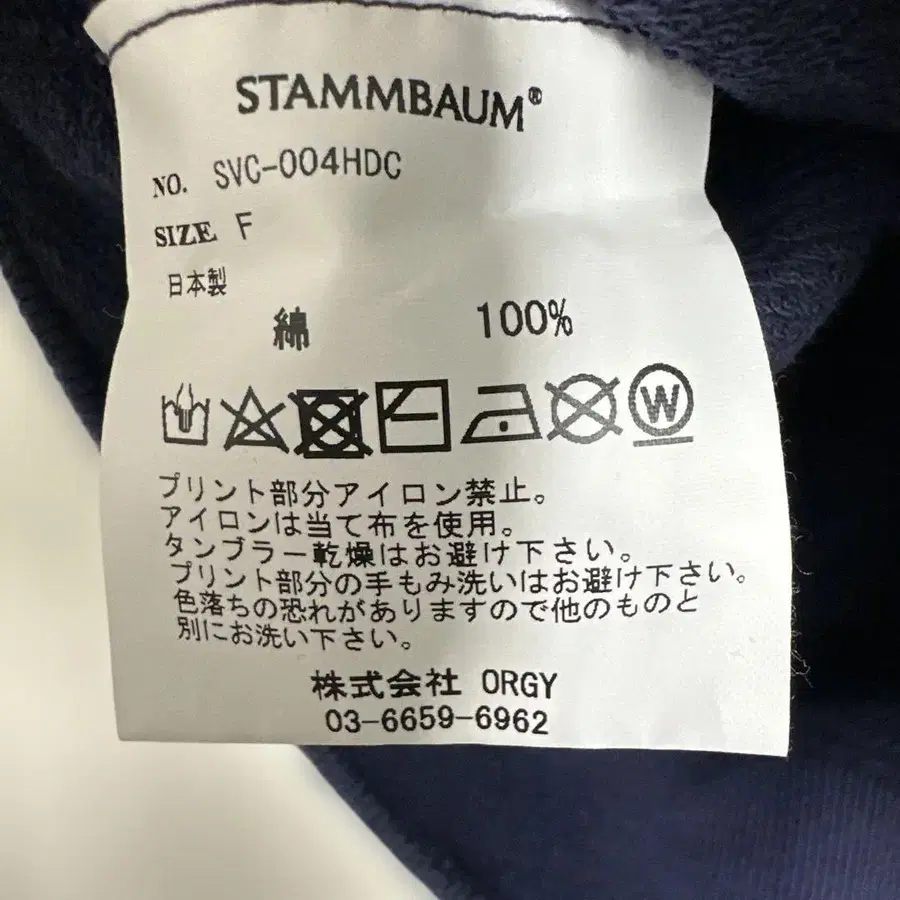 STAMMBAUM®
NO. SVC-004HDC
SIZE F
日本製
綿 100%
W
プリント部分アイロン禁止。
アイロンは当て布を使用。
タンブラー乾燥はお避け下さい。
プリント部分の手もみ洗いはお避け下さい。
色落ちの恐れがありますので他のものと
別にお洗い下さい。
株式会社 ORGY
03-6659-6962